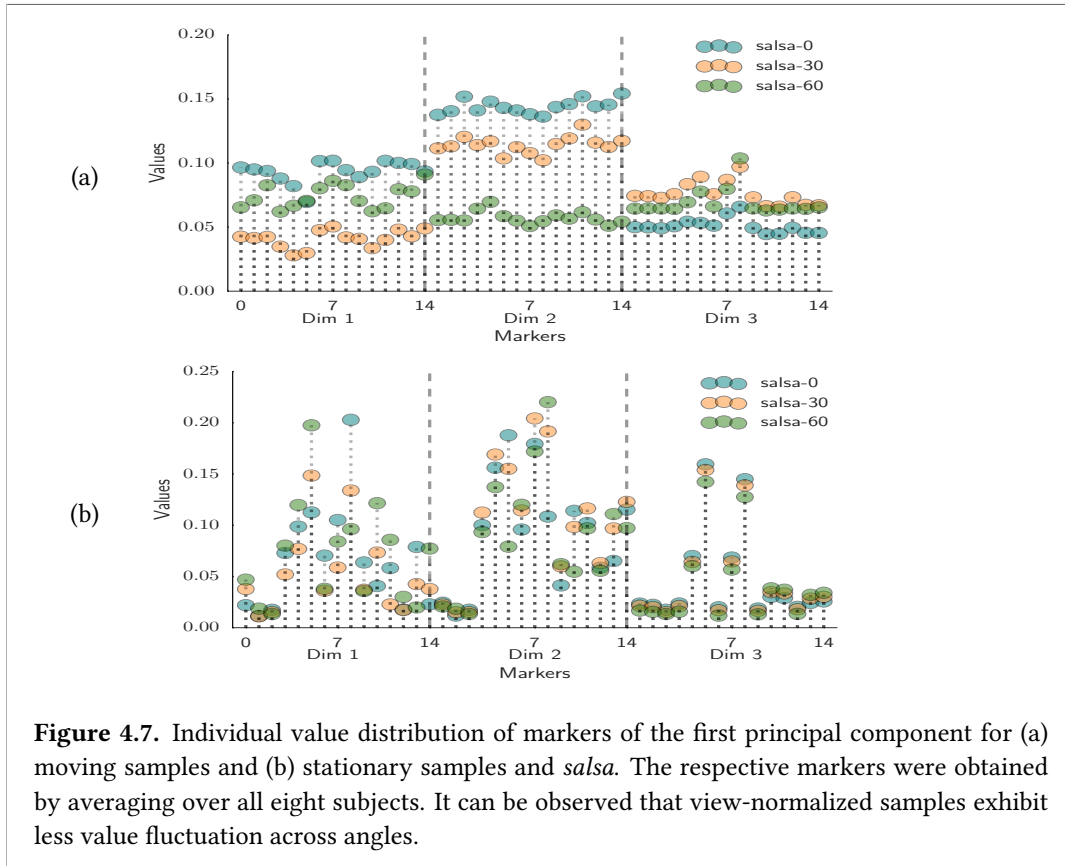 0.20
0.15
0.10
0.05
0.00
Values
(a)
salsa-0
salsa-30
salsa-60
0 7 14 7 14 7 14
Dim 1 Dim 2 Dim 3
Markers
0.25
0.20
0.15
0.10
0.05
0.00
Values
(b)
salsa-0
salsa-30
salsa-60
0 7 14 7 14 7 14
Dim 1 Dim 2 Dim 3
Markers
Figure 4.7. Individual value distribution of markers of the first principal component for (a)
moving samples and (b) stationary samples and salsa. The respective markers were obtained
by averaging over all eight subjects. It can be observed that view-normalized samples exhibit
less value fluctuation across angles.